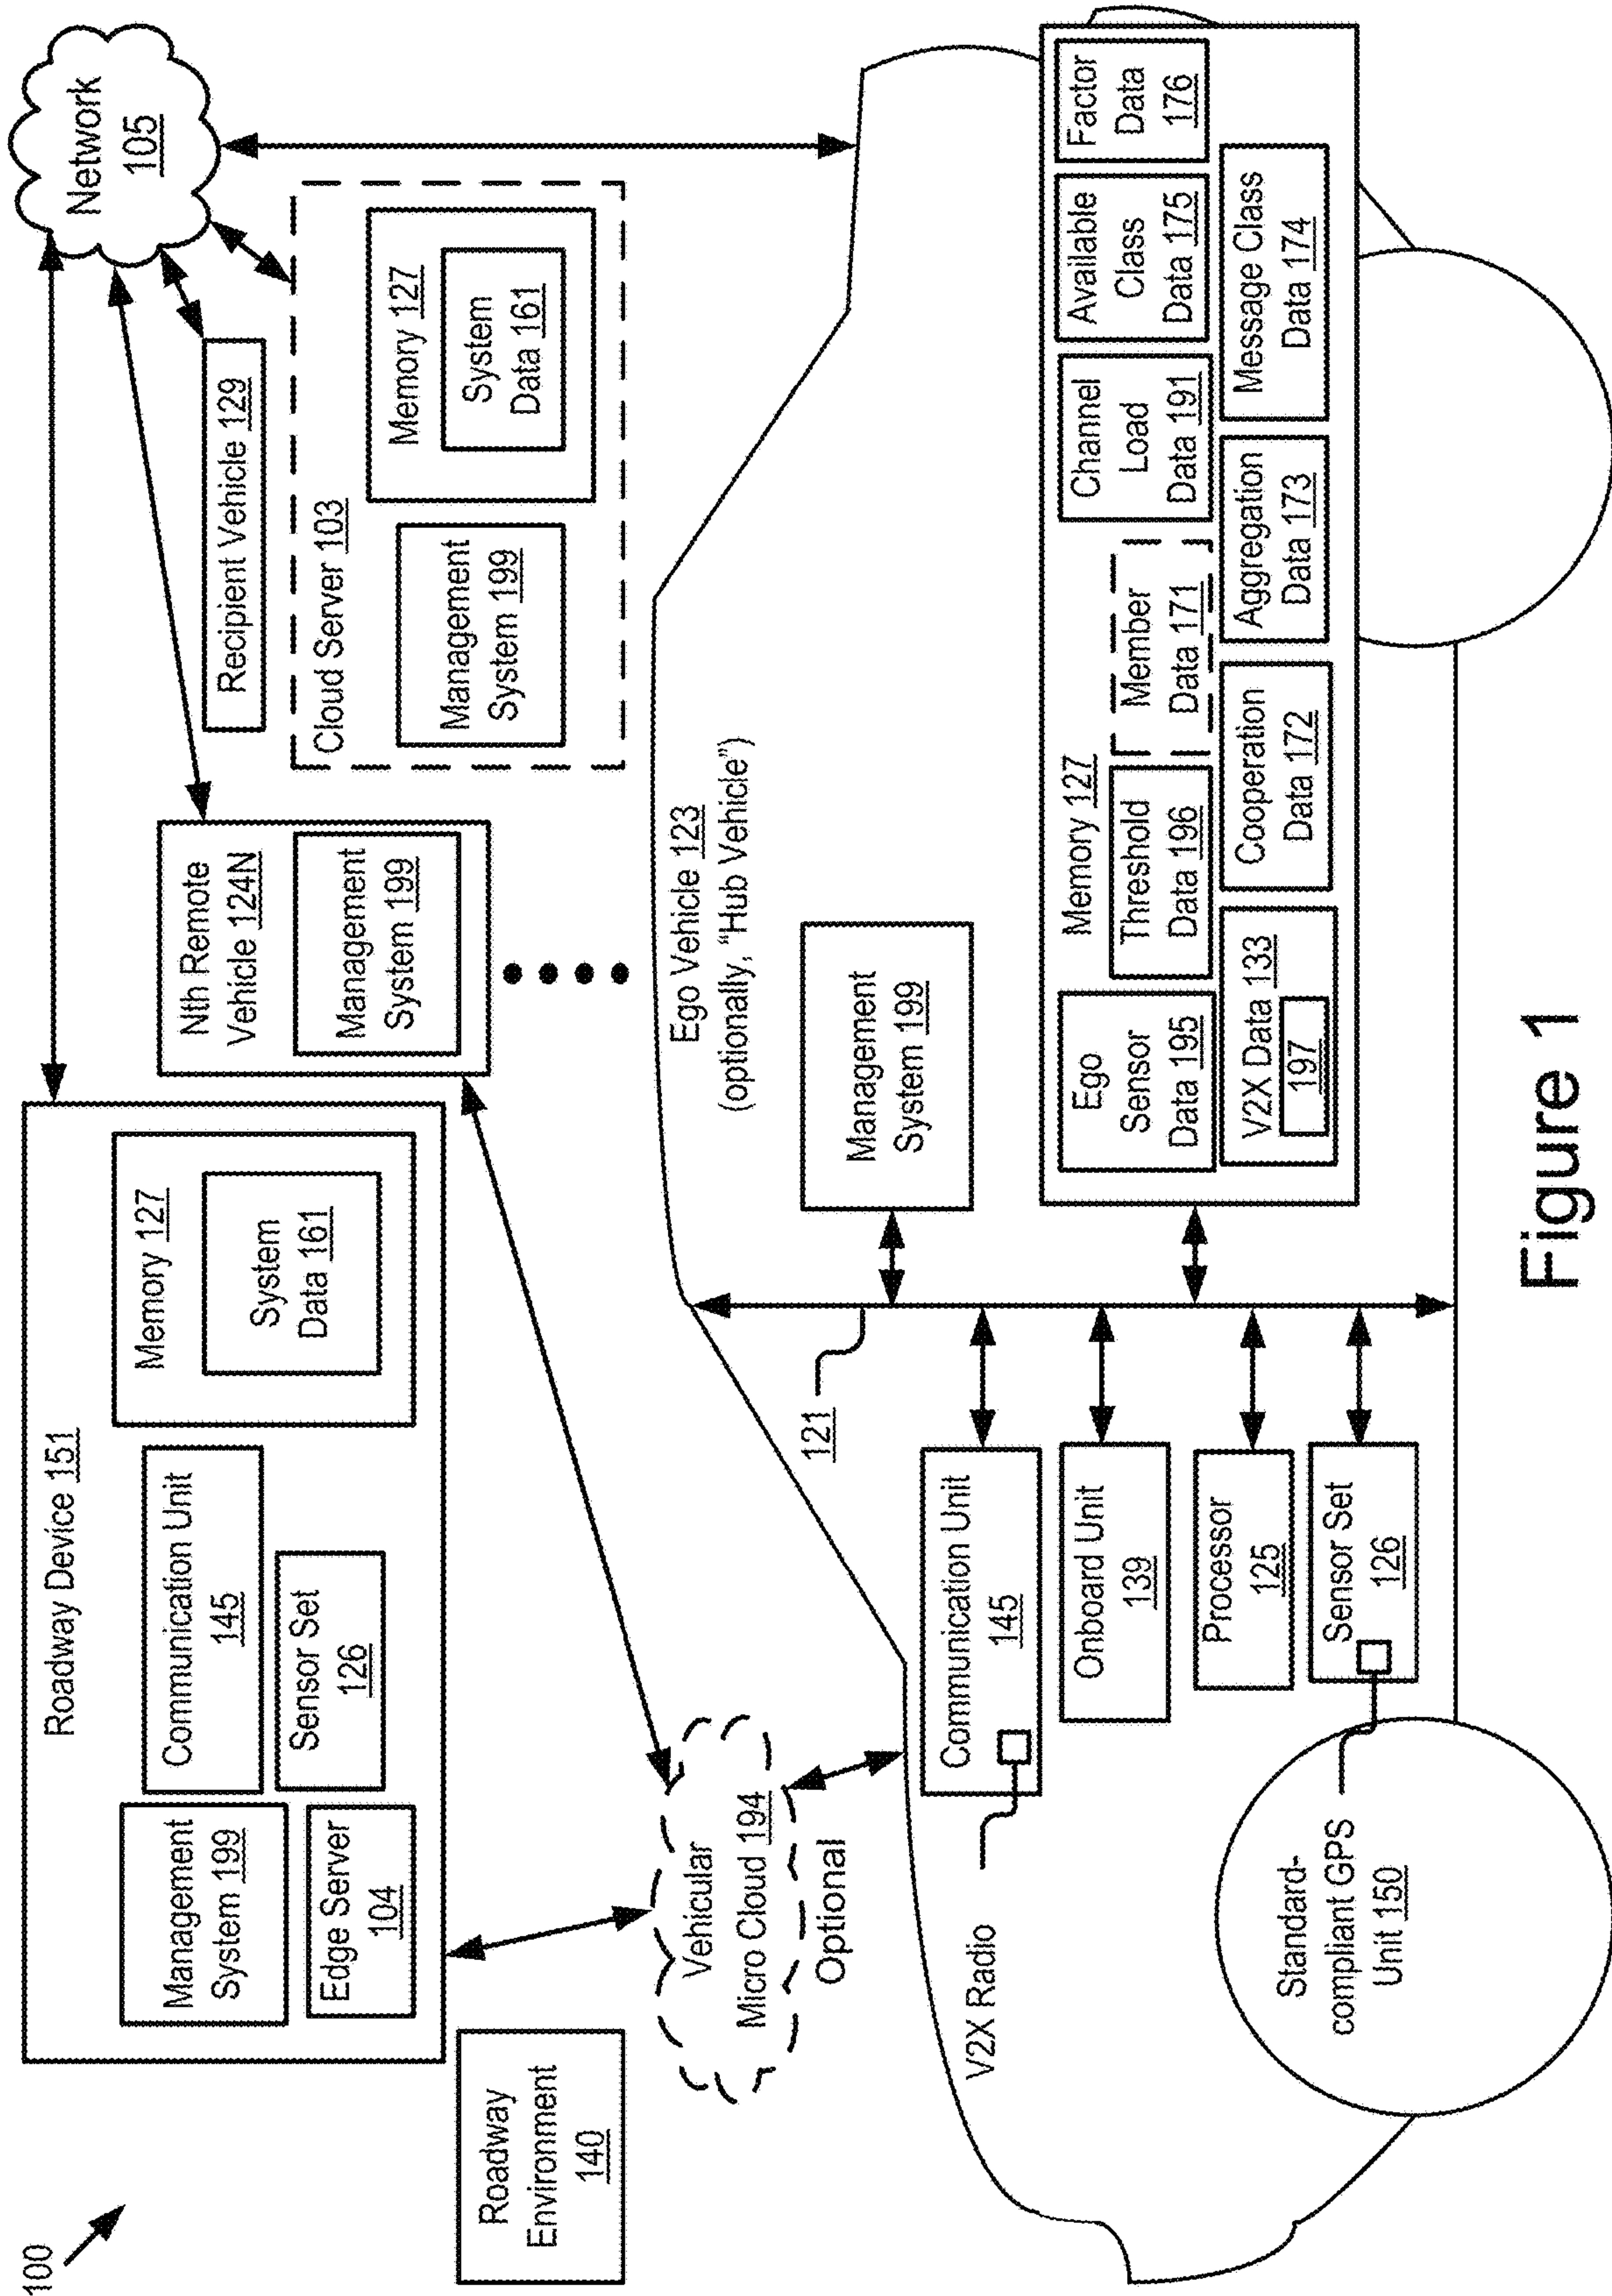 100
Roadway Device 151
Management
System 199
Edge Server
104
Communication Unit
145
Sensor Set
126
Memory 127
System
Data 161
Network
105
Roadway
Environment
140
Nth Remote
Vehicle 124N
Management
System 199
Recipient Vehicle 129
Cloud Server 103
Management
System 199
Memory 127
System
Data 161
Vehicular
Micro Cloud 194
Optional
Ego Vehicle 123
(optionally, “Hub Vehicle”)
Management
System 199
121
V2X Radio
Communication Unit
145
Onboard Unit
139
Processor
125
Sensor Set
126
Standard-
compliant GPS
Unit 150
Memory 127
Ego
Sensor
Data 195
Threshold
Data 196
Member
Data 171
Channel
Load
Data 191
Available
Class
Data 175
Factor
Data
176
V2X Data 133
197
Cooperation
Data 172
Aggregation
Data 173
Message Class
Data 174
Figure 1